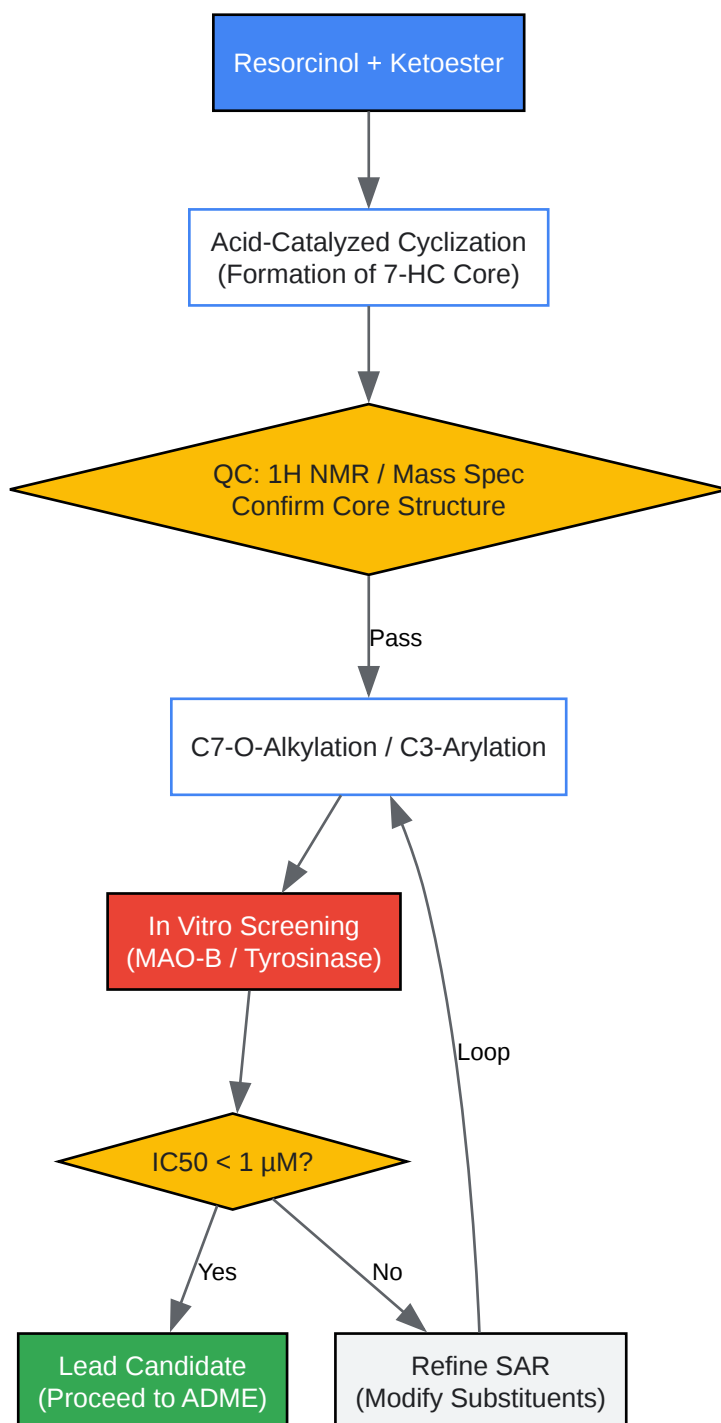 Resorcinol + Ketoester
Acid-Catalyzed Cyclization
(Formation of 7-HC Core)
QC: 1H NMR / Mass Spec
Confirm Core Structure
Pass
C7-O-Alkylation / C3-Arylation
In Vitro Screening
(MAO-B / Tyrosinase)
Loop
IC50 < 1 µM?
Yes
No
Lead Candidate
(Proceed to ADME)
Refine SAR
(Modify Substituents)